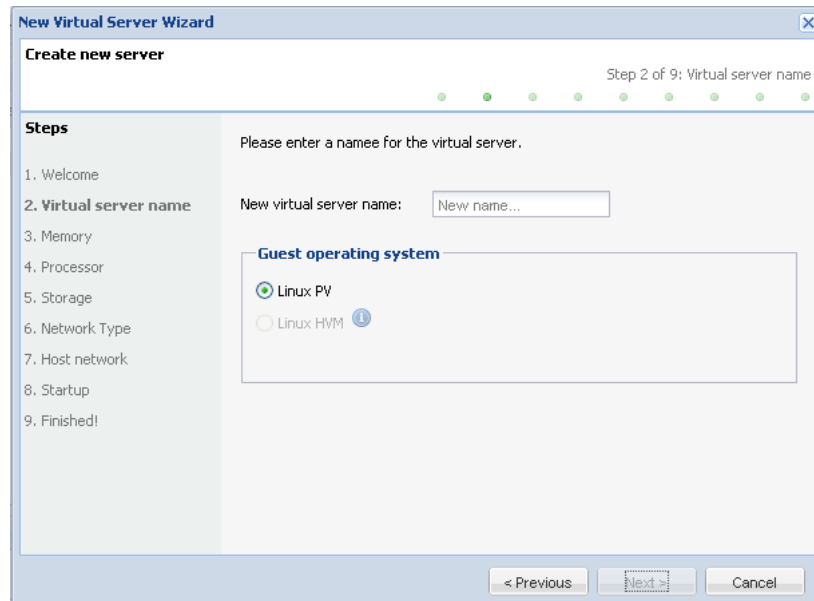 New Virtual Server Wizard
Create new server
Step 2 of 9: Virtual server name
Steps
1. Welcome
2. Virtual server name
3. Memory
4. Processor
5. Storage
6. Network Type
7. Host network
8. Startup
9. Finished!
Please enter a namee for the virtual server.
New virtual server name: New name...
Guest operating system
Linux PV
Linux HVM
< Previous Next > Cancel